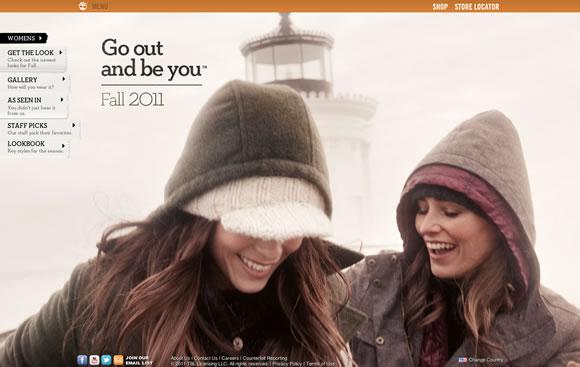 MENU
SHOP STORE LOCATOR
WOMENS
GET THE LOOK
Check out the newest
looks for Fall.
GALLERY
How will you wear it?
AS SEEN IN
You didn't just hear it
from us.
STAFF PICKS
Our staff pick their favorites.
LOOKBOOK
Key styles for the season.
Go out
and be you™
Fall 2011
JOIN OUR
EMAIL LIST
About Us | Contact Us | Careers | Counterfeit Reporting
©2011 TBL Licensing LLC. All rights reserved. | Privacy Policy | Terms of Use
Change Country